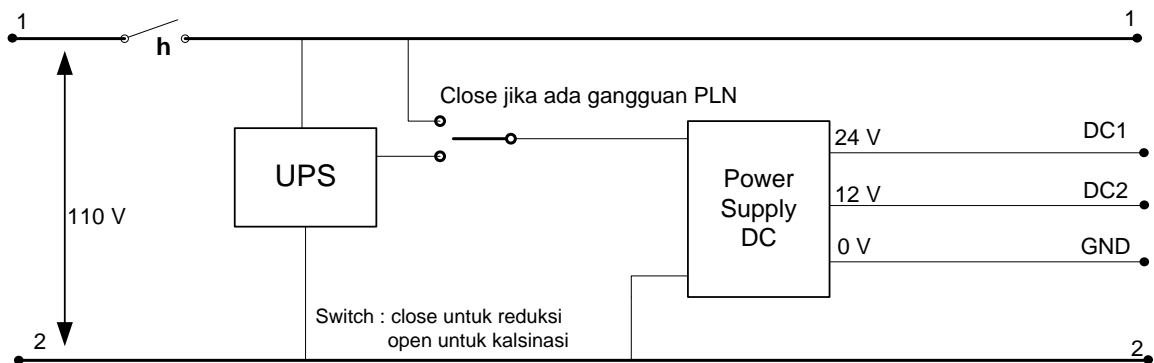 1
1
h
Close jika ada gangguan PLN
UPS
110 V
Power
Supply
DC
24 V
DC1
12 V
DC2
0 V
GND
Switch : close untuk reduksi
open untuk kalsinasi
2
2